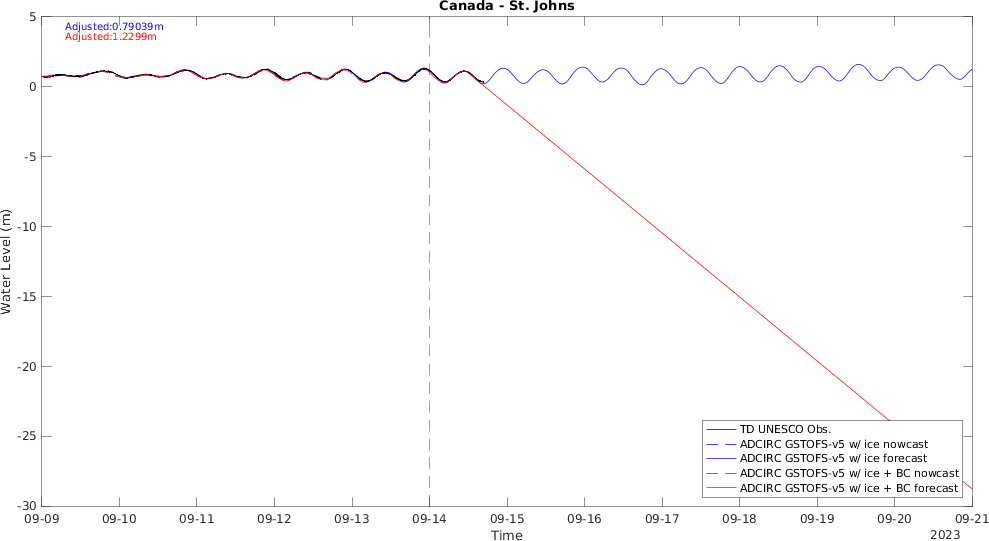 Canada - St. Johns
Adjusted:0.79039m
Adjusted:1.2299m
5
0
-5
-10
-15
-20
-25
-30
Water Level (m)
TD UNESCO Obs.
ADCIRC GSTOFS-v5 w/ ice nowcast
ADCIRC GSTOFS-v5 w/ ice forecast
ADCIRC GSTOFS-v5 w/ ice + BC nowcast
ADCIRC GSTOFS-v5 w/ ice + BC forecast
09-09 09-10 09-11 09-12 09-13 09-14 09-15 09-16 09-17 09-18 09-19 09-20 09-21
Time
2023